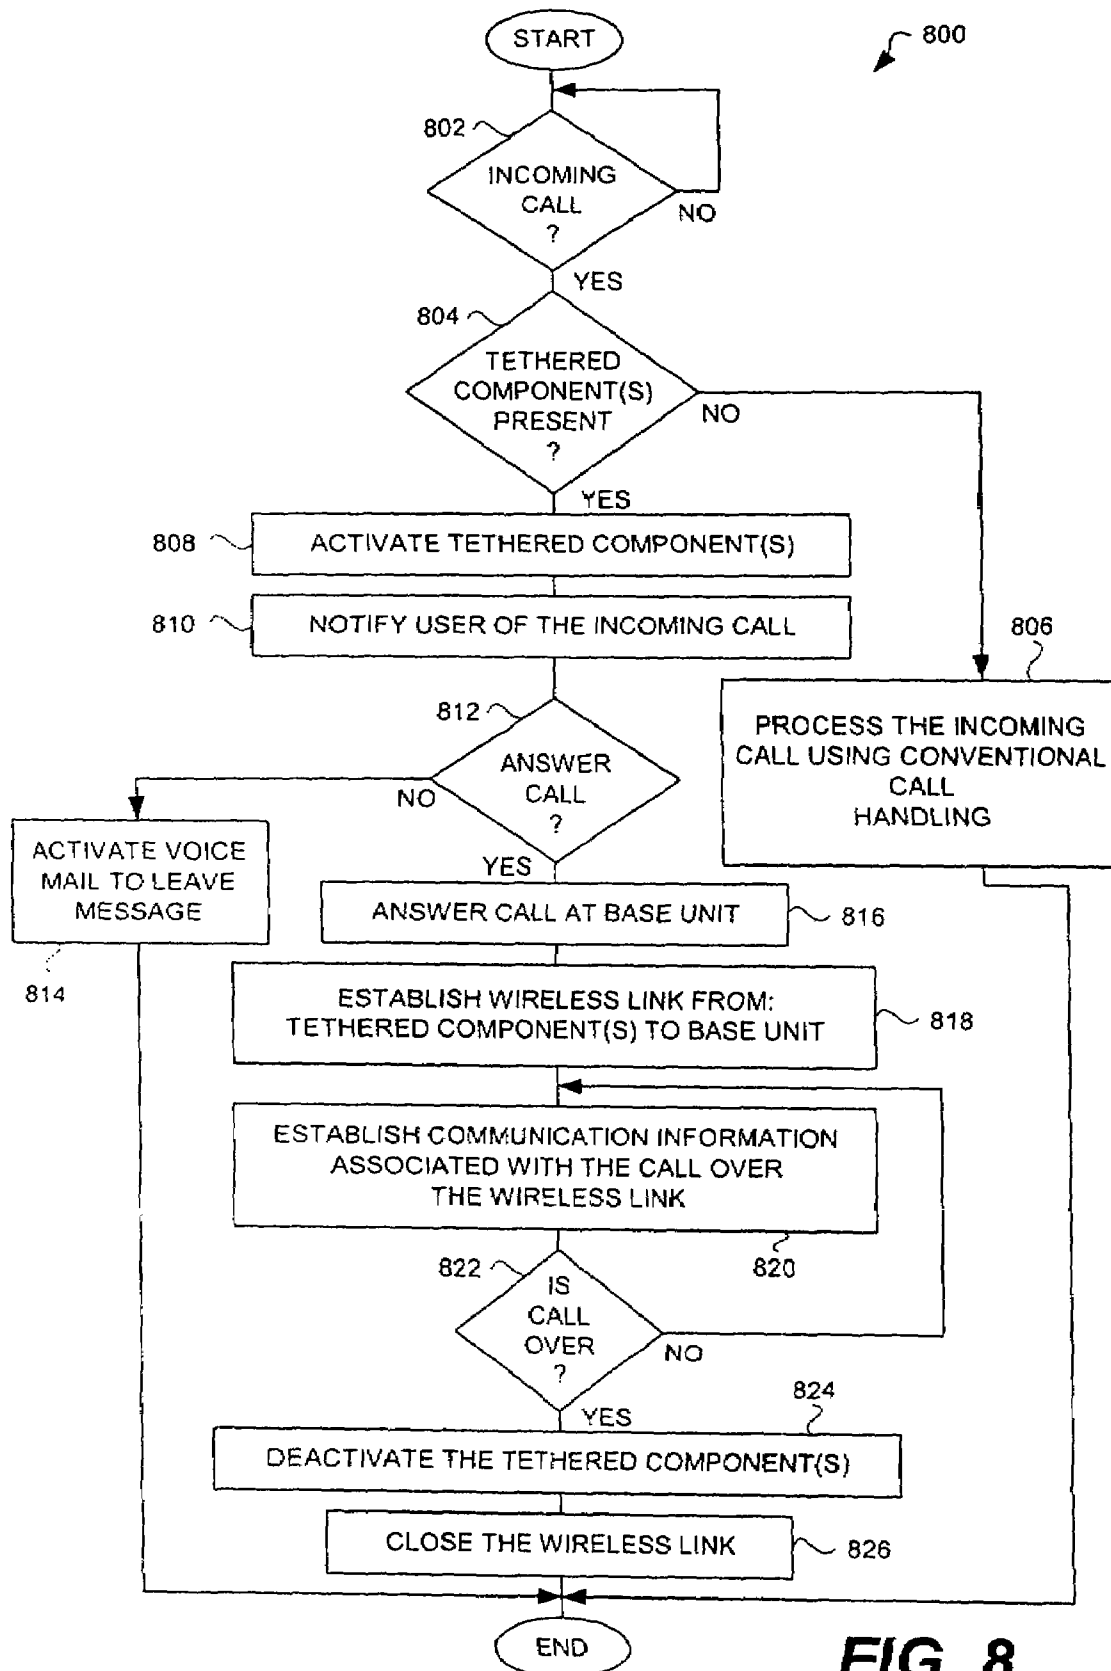 START
800
802
INCOMING
CALL
?
NO
YES
804
TETHERED
COMPONENT(S)
PRESENT
?
NO
YES
808
ACTIVATE TETHERED COMPONENT(S)
810
NOTIFY USER OF THE INCOMING CALL
806
PROCESS THE INCOMING
CALL USING CONVENTIONAL
CALL
HANDLING
812
ANSWER
CALL
?
NO
YES
ACTIVATE VOICE
MAIL TO LEAVE
MESSAGE
814
ANSWER CALL AT BASE UNIT
816
ESTABLISH WIRELESS LINK FROM:
TETHERED COMPONENT(S) TO BASE UNIT
818
ESTABLISH COMMUNICATION INFORMATION
ASSOCIATED WITH THE CALL OVER
THE WIRELESS LINK
820
822
IS
CALL
OVER
?
NO
YES
824
DEACTIVATE THE TETHERED COMPONENT(S)
CLOSE THE WIRELESS LINK
826
END
FIG. 8